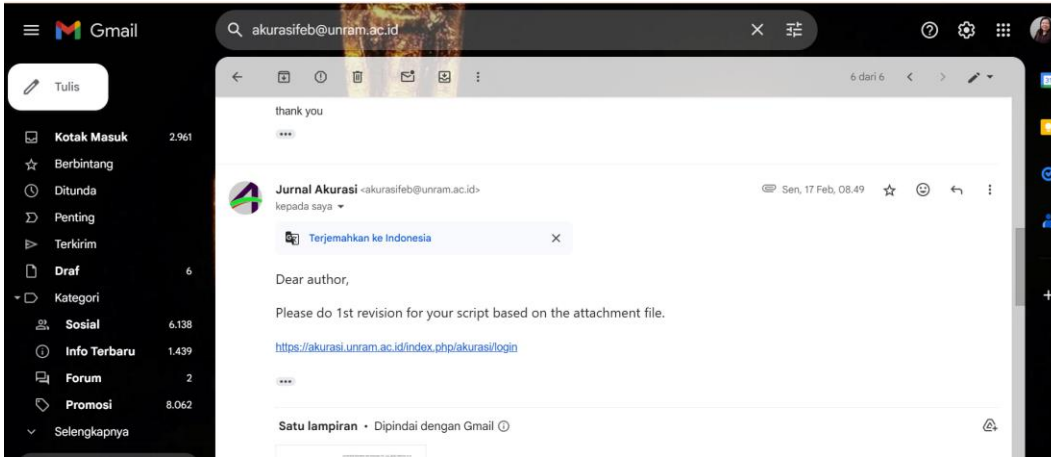 Gmail
akurasifeb@unram.ac.id
Tulis
6 dari 6
Kotak Masuk 2.961
Berbintang
Ditunda
Penting
Terkirim
Draf 6
Kategori
Sosial 6.138
Info Terbaru 1.439
Forum 2
Promosi 8.062
Selengkapnya
thank you
Jurnal Akurasi <akurasifeb@unram.ac.id>
Sen, 17 Feb, 08.49
kepada saya
Terjemahkan ke Indonesia
Dear author,
Please do 1st revision for your script based on the attachment file.
https://akurasi.unram.ac.id/index.php/akurasi/login
Satu lampiran • Dipindai dengan Gmail